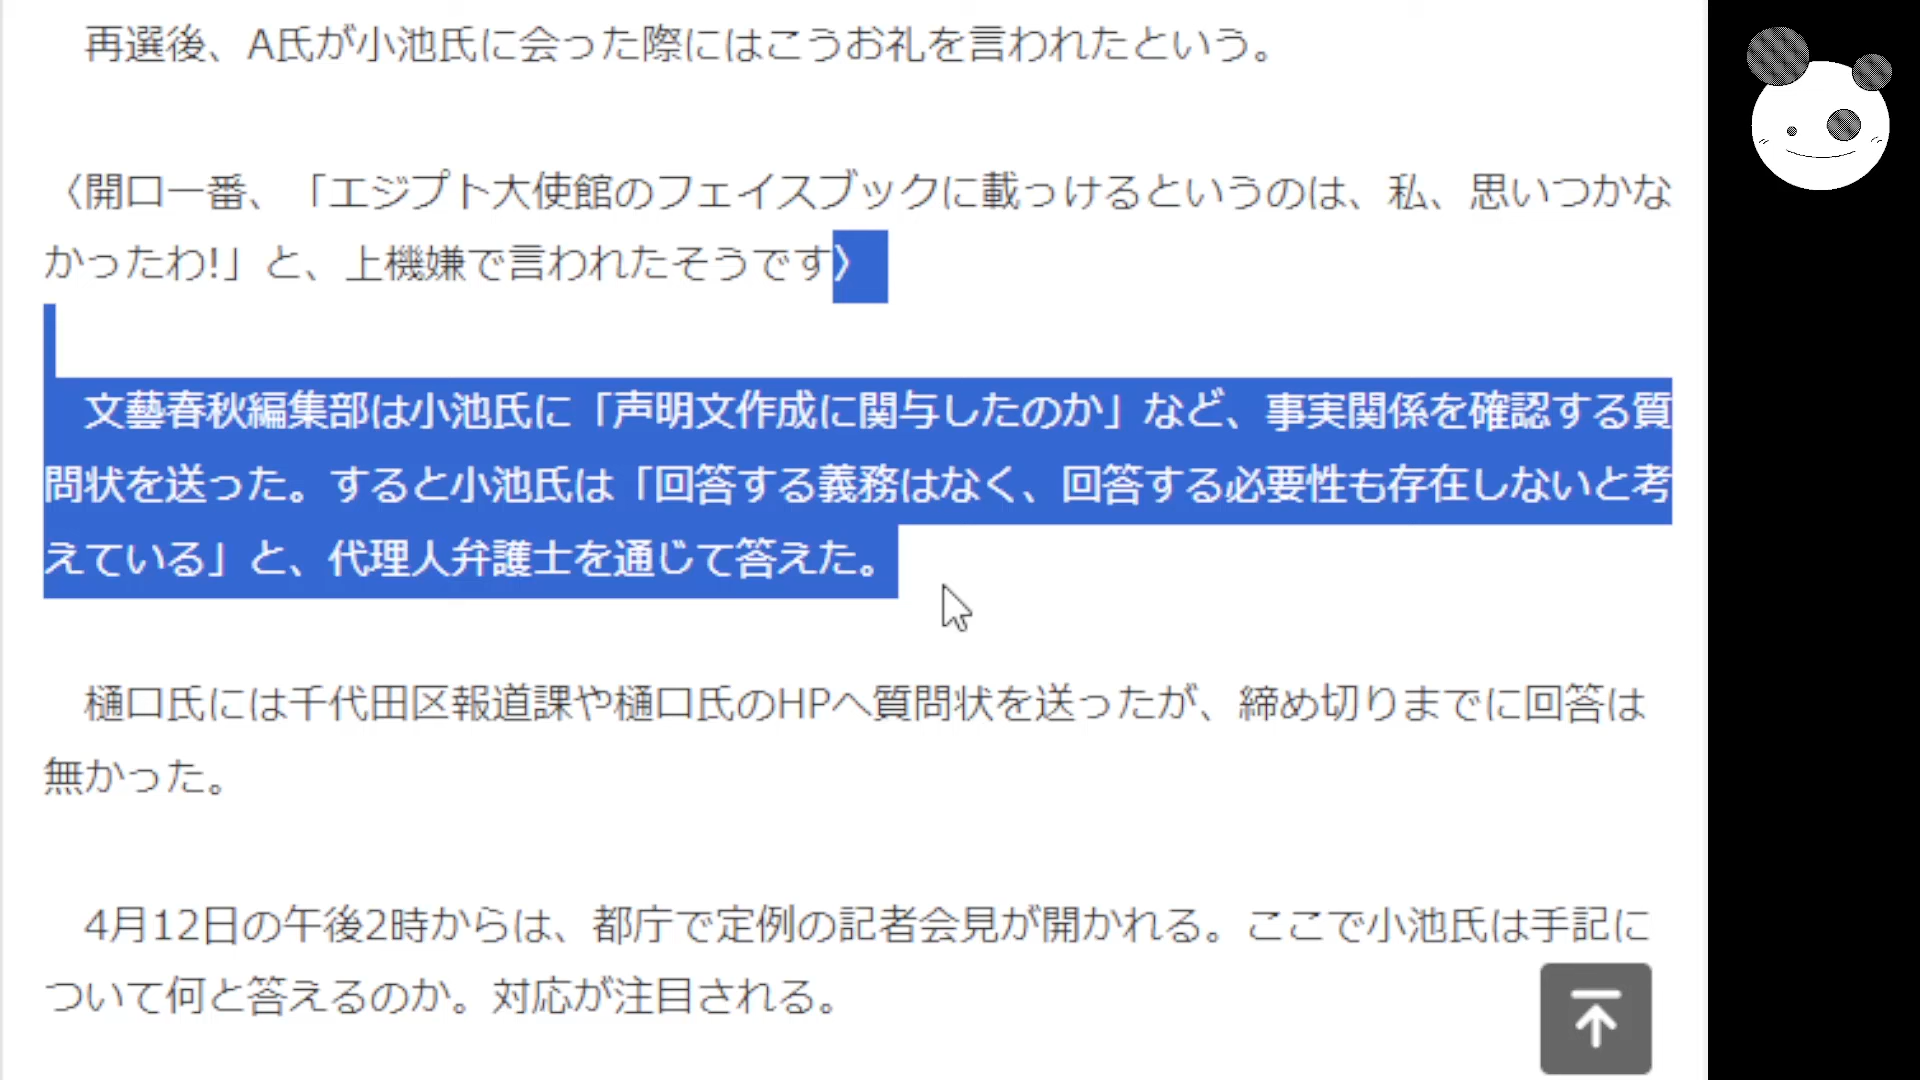 再選後、A氏が小池氏に会った際にはこうお礼を言われたという。
〈開口一番、「エジプト大使館のフェイスブックに載っけるというのは、私、思いつかな
かったわ!」と、上機嫌で言われたそうです〉
文藝春秋編集部は小池氏に「声明文作成に関与したのか」など、事実関係を確認する質
問状を送った。すると小池氏は「回答する義務はなく、回答する必要性も存在しないと考
えている」と、代理人弁護士を通じて答えた。
樋口氏には千代田区報道課や樋口氏のHPへ質問状を送ったが、締め切りまでに回答は
無かった。
4月12日の午後2時からは、都庁で定例の記者会見が開かれる。ここで小池氏は手記に
ついて何と答えるのか。対応が注目される。